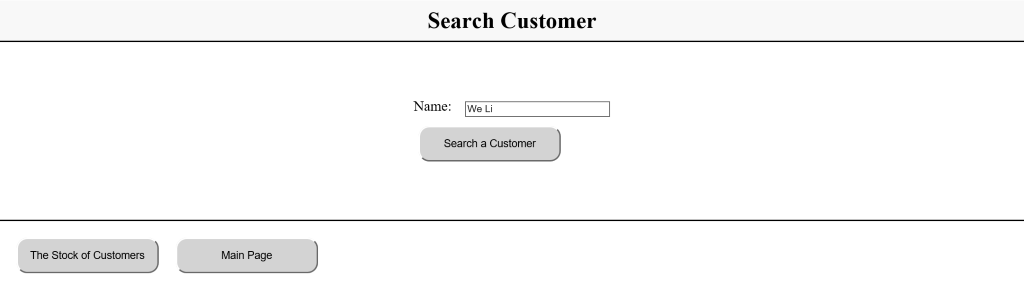 Search Customer
Name: We Li
Search a Customer
The Stock of Customers Main Page